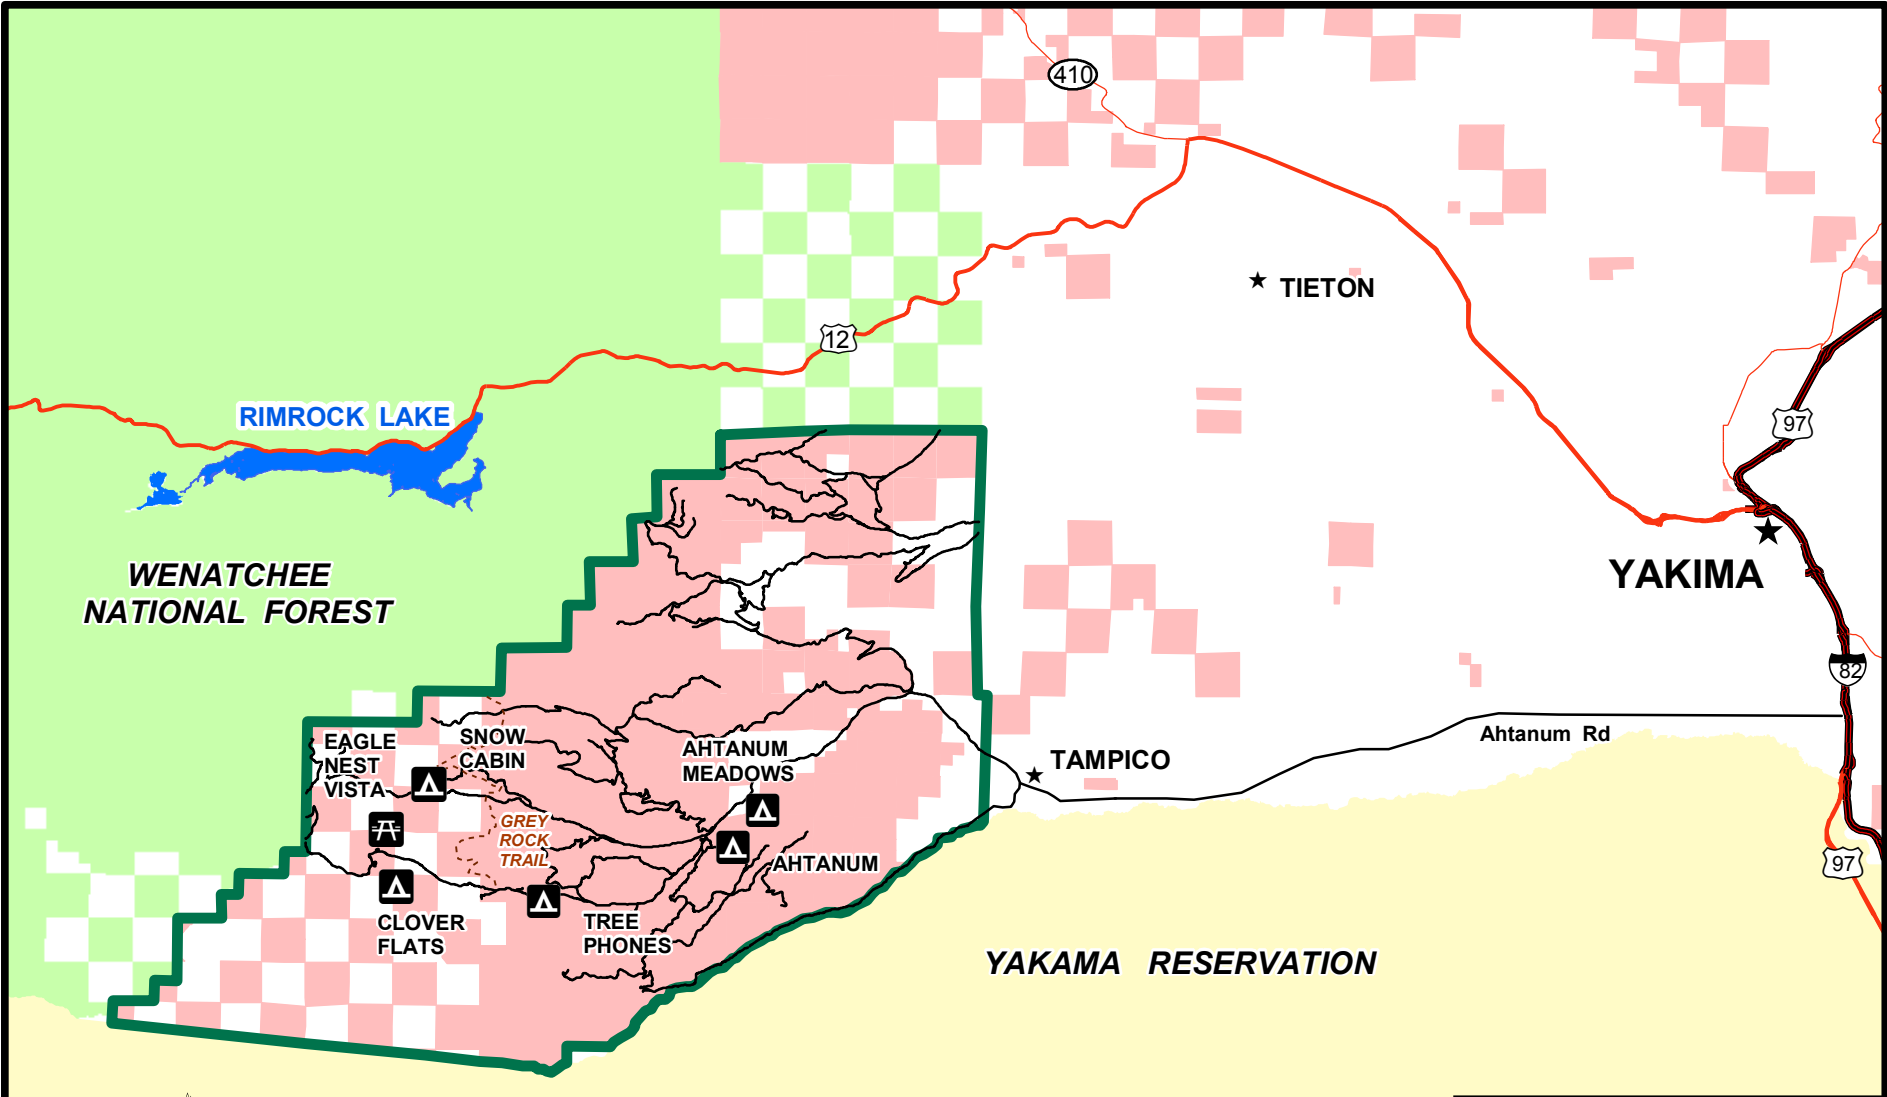 410
TIETON
12
RIMROCK LAKE
97
WENATCHEE
NATIONAL FOREST
YAKIMA
82
EAGLE
NEST
VISTA
SNOW
CABIN
AHTANUM
MEADOWS
Ahtanum Rd
TAMPICO
GREY
ROCK
TRAIL
AHTANUM
97
CLOVER
FLATS
TREE
PHONES
YAKAMA RESERVATION